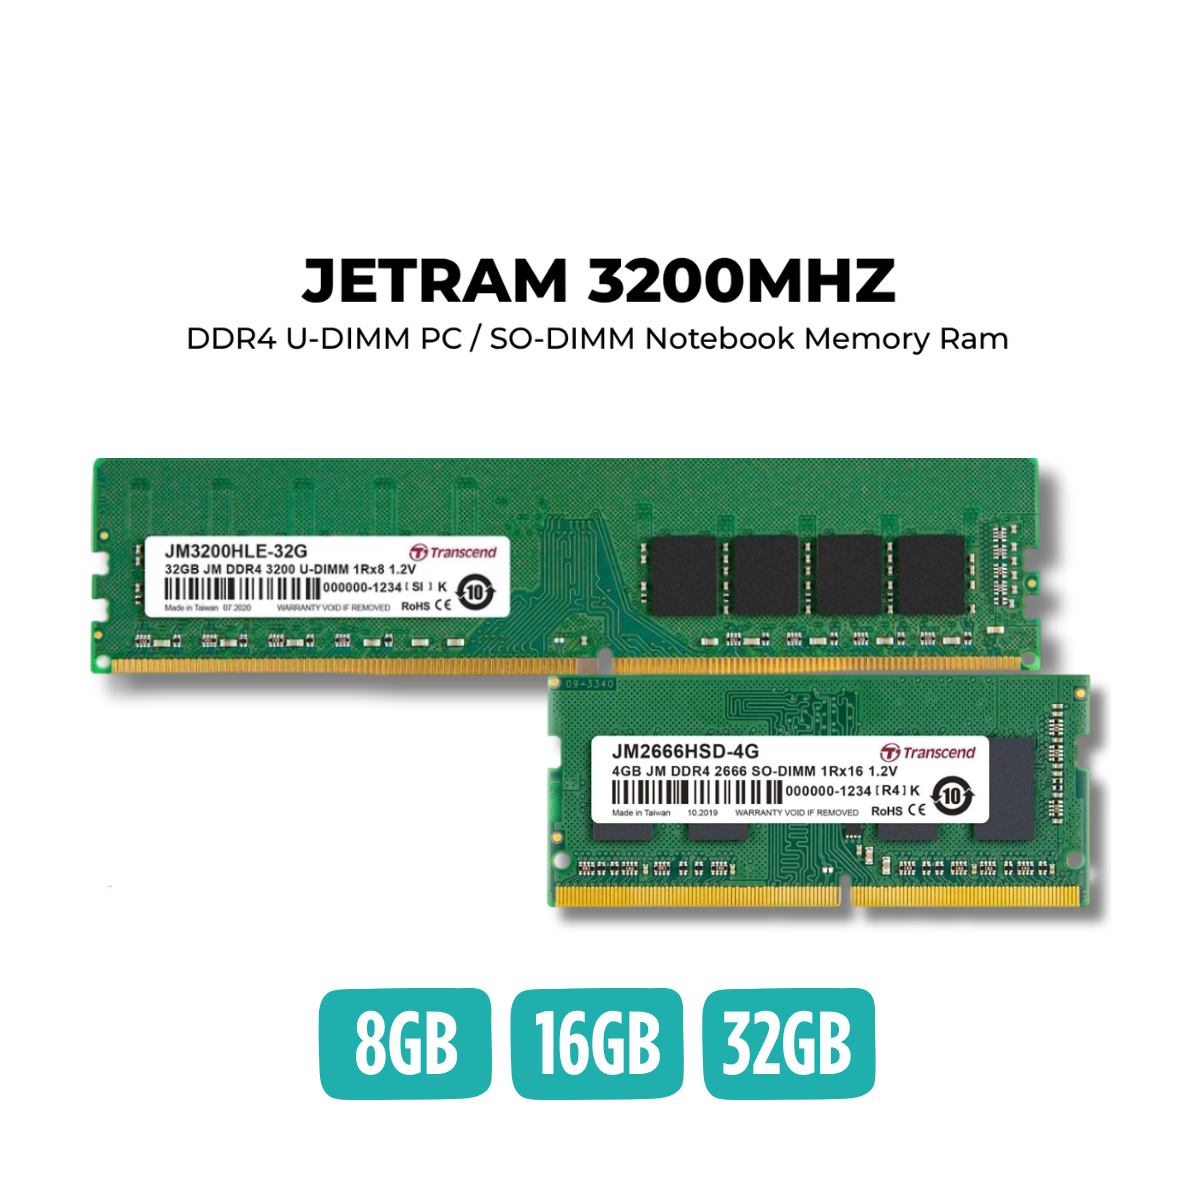 JETRAM 3200MHZ
DDR4 U-DIMM PC / SO-DIMM Notebook Memory Ram
JM3200HLE-32G
Transcend
32GB JM DDR4 3200 U-DIMM 1Rx8 1.2V
000000-1234 [ SI ] K
10
Made in Taiwan 07.2020 WARRANTY VOID IF REMOVED RoHS CE
09-3340
JM2666HSD-4G
Transcend
4GB JM DDR4 2666 SO-DIMM 1Rx16 1.2V
000000-1234 [ R4 ] K
10
Made in Taiwan 10.2019 WARRANTY VOID IF REMOVED RoHS CE
8GB 16GB 32GB